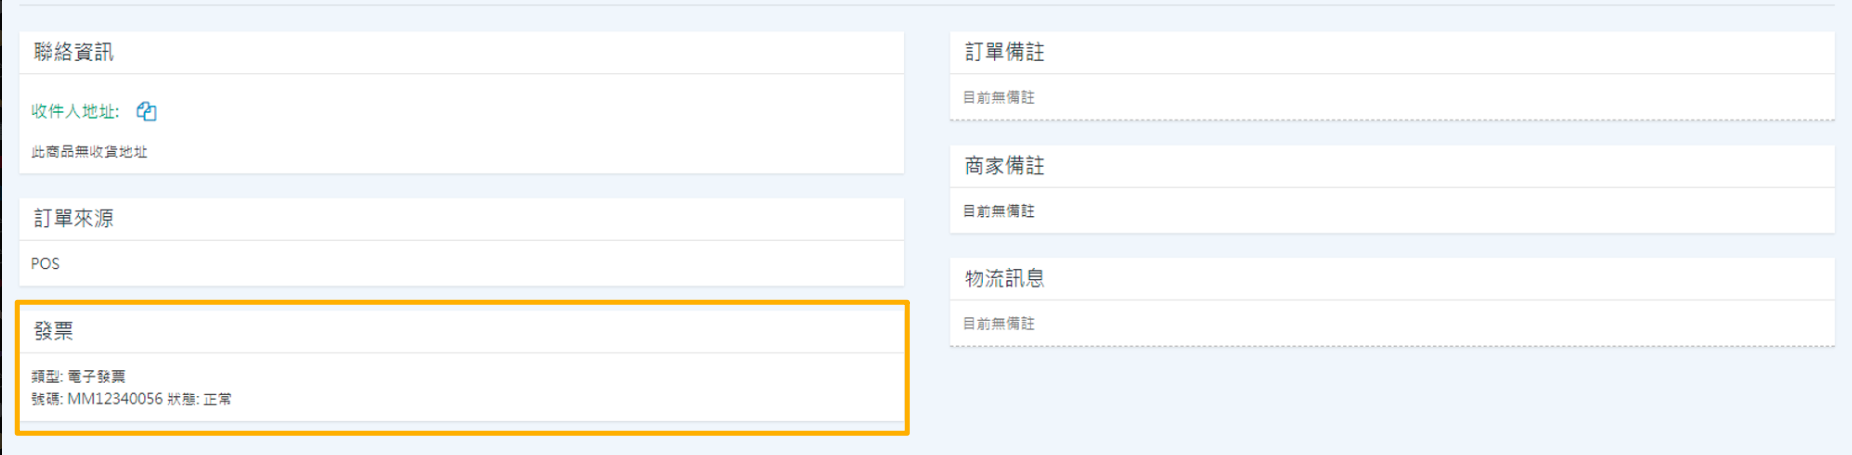 聯絡資訊
收件人地址:
此商品無收貨地址
訂單來源
POS
發票
類型: 電子發票
號碼: MM12340056 狀態: 正常
訂單備註
目前無備註
商家備註
目前無備註
物流訊息
目前無備註